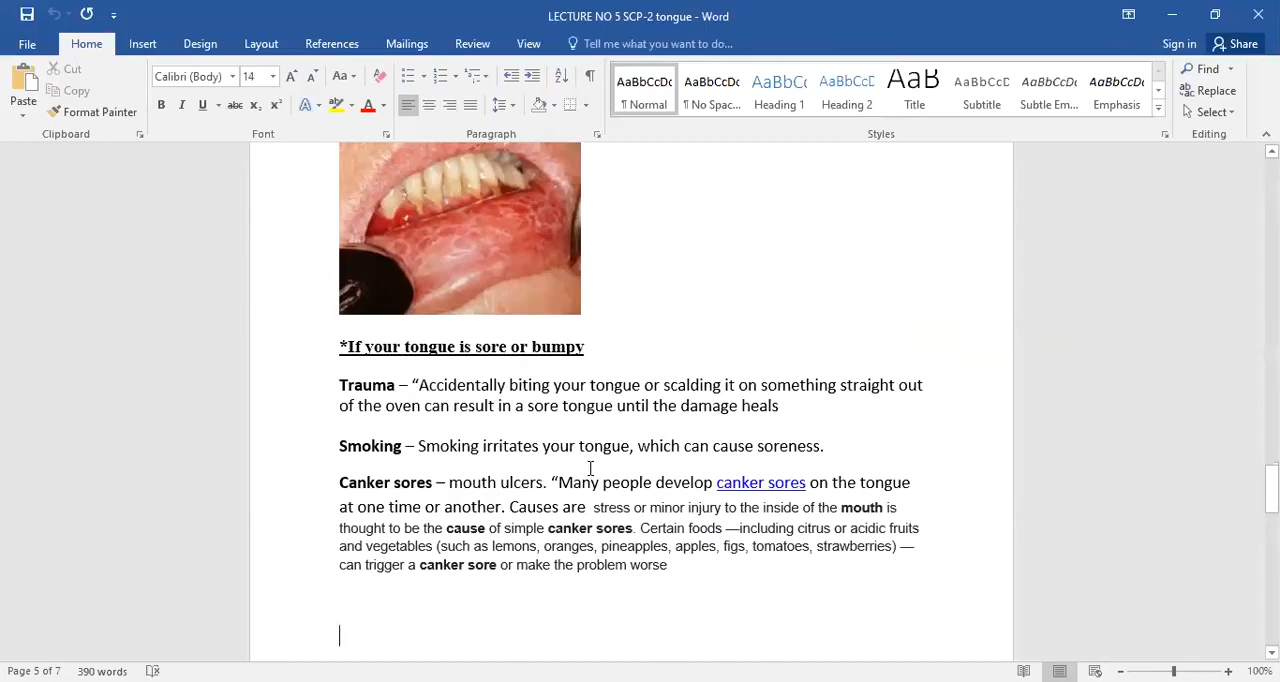 LECTURE NO 5 SCP-2 tongue - Word
File Home Insert Design Layout References Mailings Review View Tell me what you want to do... Sign in Share
Paste
Cut
Copy
Format Painter
Clipboard
Calibri (Body) 14
Font
Paragraph
AaBbCcDc AaBbCcDc AaBbCc AaBbCcD AaB AaBbCcD AaBbCcDc AaBbCcDc
¶ Normal ¶ No Spac... Heading 1 Heading 2 Title Subtitle Subtle Em... Emphasis
Styles
Find
Replace
Select
Editing
*If your tongue is sore or bumpy
Trauma – “Accidentally biting your tongue or scalding it on something straight out
of the oven can result in a sore tongue until the damage heals
Smoking – Smoking irritates your tongue, which can cause soreness.
Canker sores – mouth ulcers. “Many people develop canker sores on the tongue
at one time or another. Causes are stress or minor injury to the inside of the mouth is
thought to be the cause of simple canker sores. Certain foods —including citrus or acidic fruits
and vegetables (such as lemons, oranges, pineapples, apples, figs, tomatoes, strawberries) —
can trigger a canker sore or make the problem worse
Page 5 of 7 390 words 100%